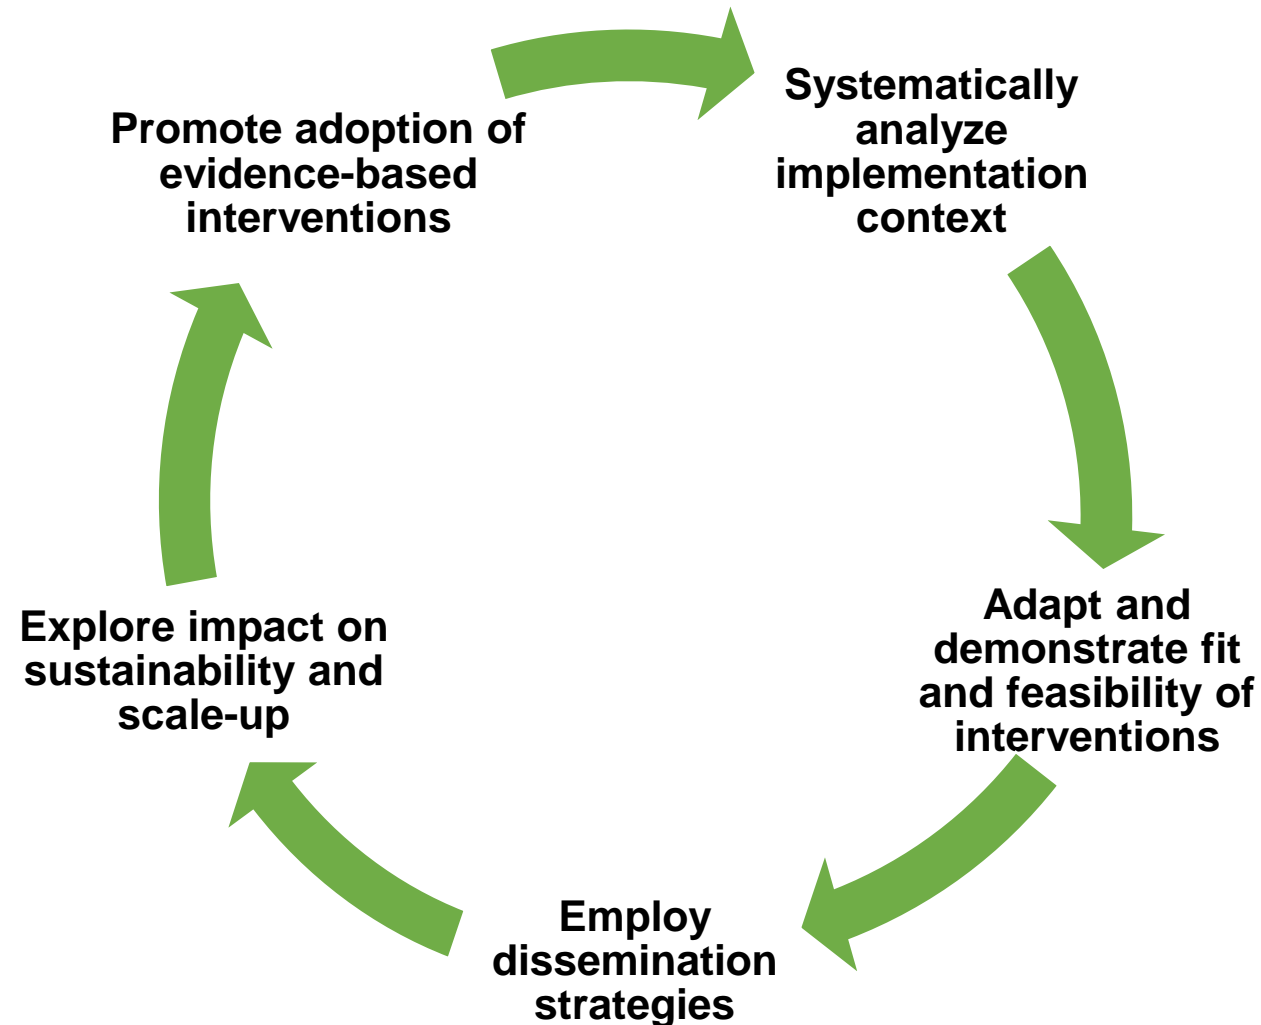 Promote adoption of
evidence-based
interventions
Systematically
analyze
implementation
context
Adapt and
demonstrate fit
and feasibility of
interventions
Employ
dissemination
strategies
Explore impact on
sustainability and
scale-up